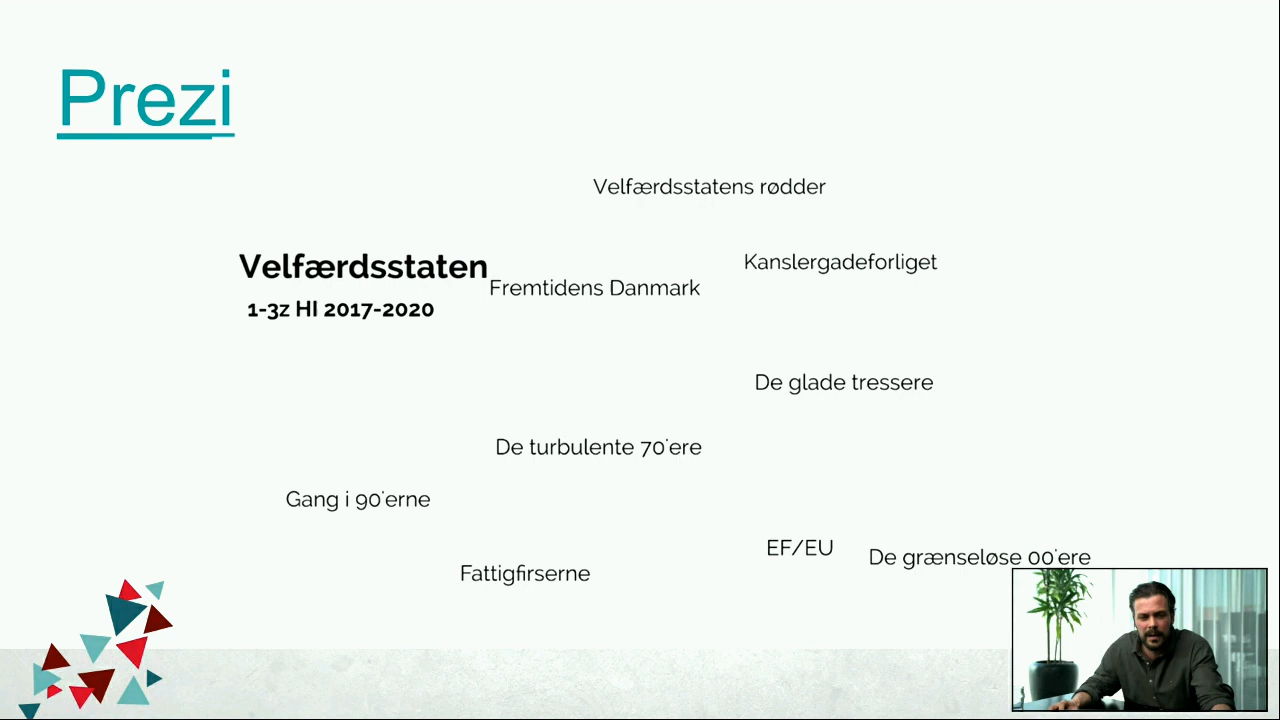 Prezi
Velfærdsstatens rødder
Velfærdsstaten
Kanslergadeforliget
Fremtidens Danmark
1-3z HI 2017-2020
De glade tressere
De turbulente 70'ere
Gang i 90'erne
EF/EU
De grænseløse 00'ere
Fattigfirserne